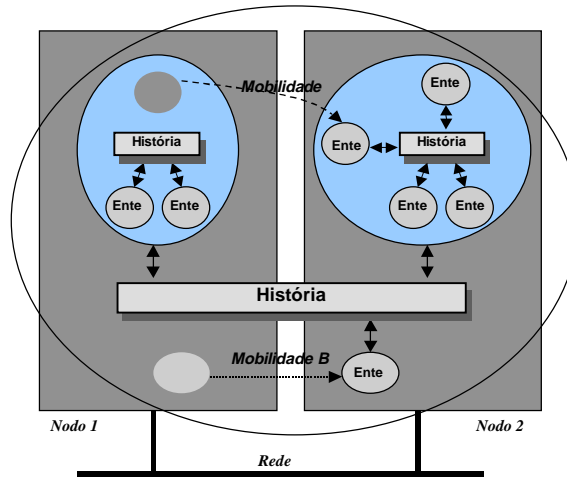 Mobilidade
Ente
Ente
História
História
Ente
Ente
Ente
Ente
História
Mobilidade B
Ente
Nodo 1
Nodo 2
Rede